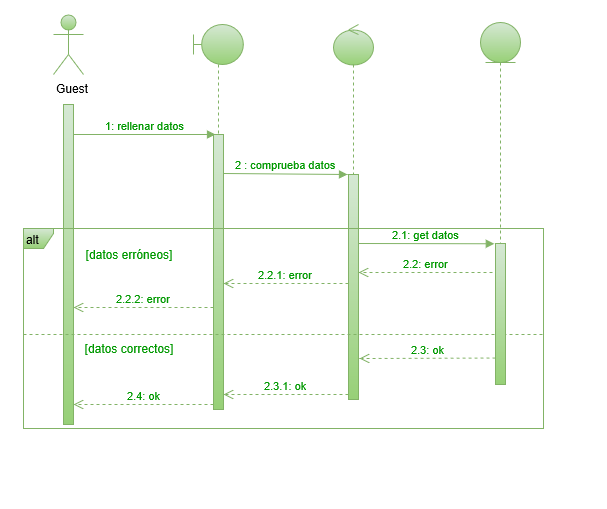 Guest
1: rellenar datos
2 : comprueba datos
alt
2.1: get datos
[datos erróneos]
2.2: error
2.2.1: error
2.2.2: error
[datos correctos]
2.3: ok
2.3.1: ok
2.4: ok